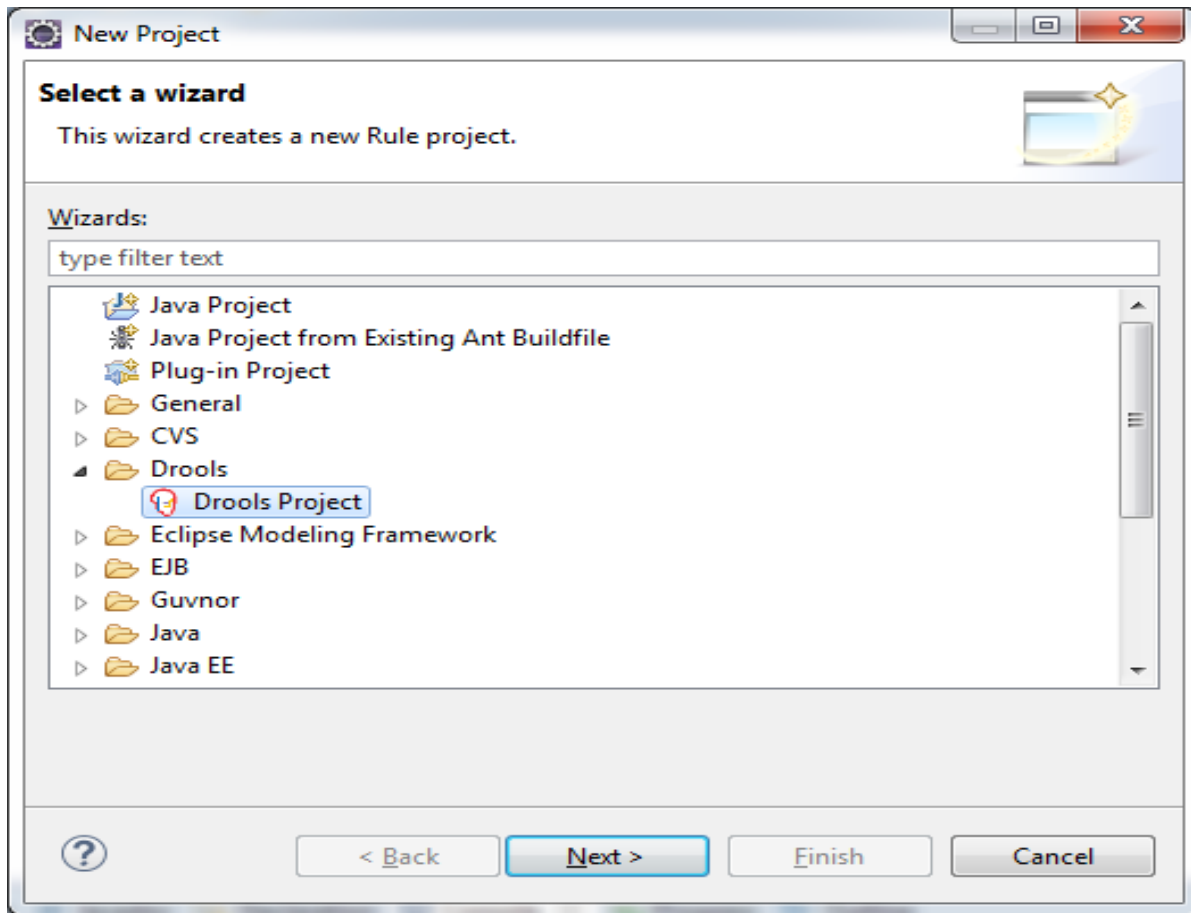 New Project
Select a wizard
This wizard creates a new Rule project.
Wizards:
type filter text
Java Project
Java Project from Existing Ant Buildfile
Plug-in Project
General
CVS
Drools
Drools Project
Eclipse Modeling Framework
EJB
Guvnor
Java
Java EE
? < Back Next > Finish Cancel